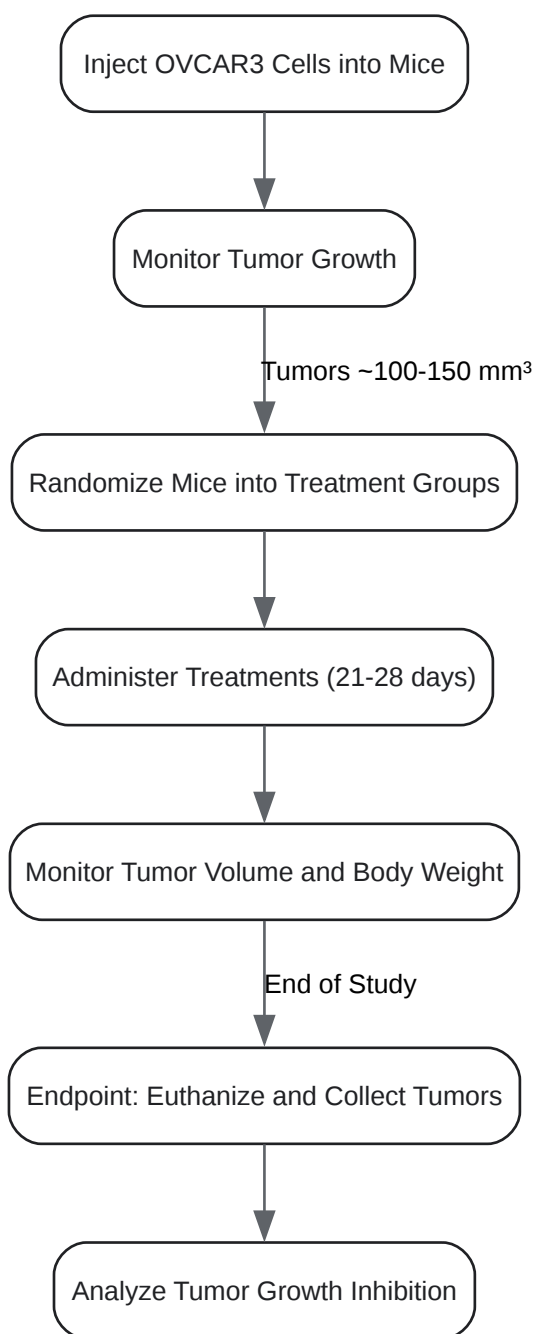 Inject OVCAR3 Cells into Mice
Monitor Tumor Growth
Tumors ~100-150 mm³
Randomize Mice into Treatment Groups
Administer Treatments (21-28 days)
Monitor Tumor Volume and Body Weight
End of Study
Endpoint: Euthanize and Collect Tumors
Analyze Tumor Growth Inhibition